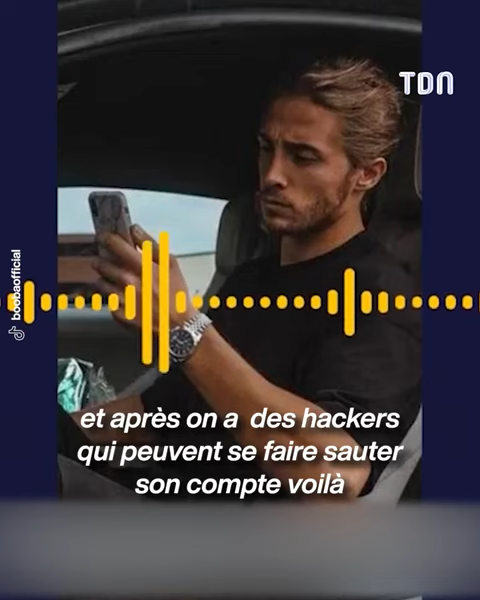 TDN
boobaofficial
et après on a des hackers
qui peuvent se faire sauter
son compte voilà